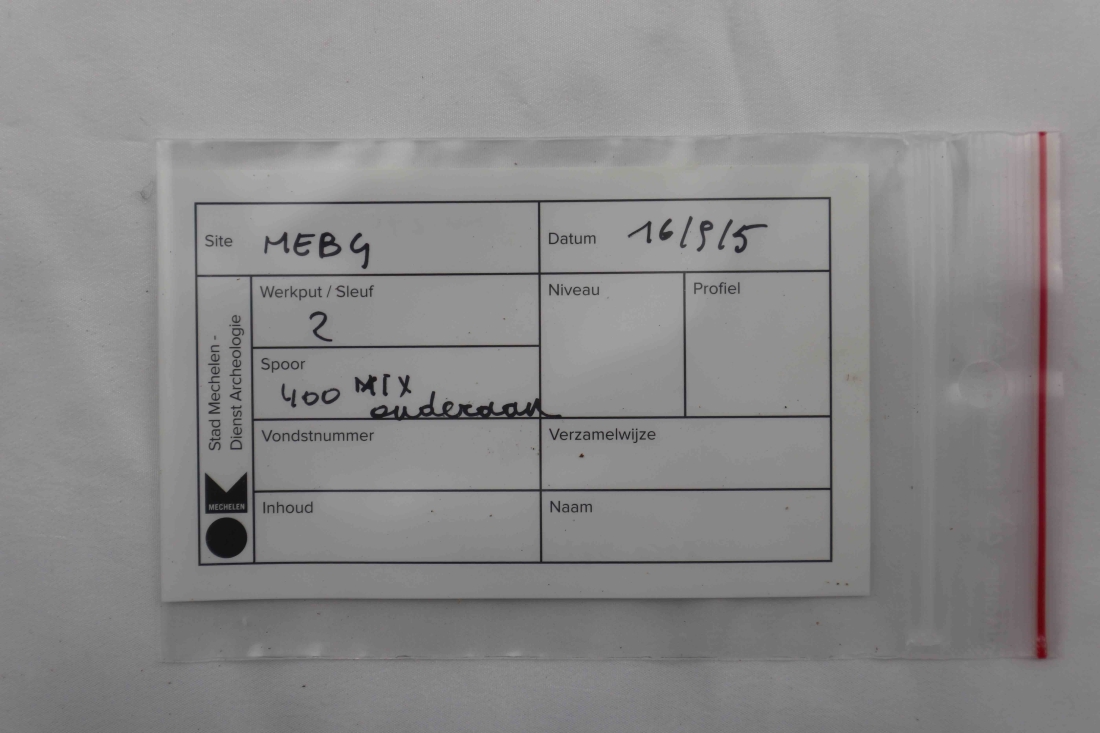 Site MEBG
Datum 16/9/5
Werkput / Sleuf
2
Niveau
Profiel
Spoor
400 MIX
onderaan
Vondstnummer
Verzamelwijze
Inhoud
Naam
Stad Mechelen -
Dienst Archeologie
MECHELEN